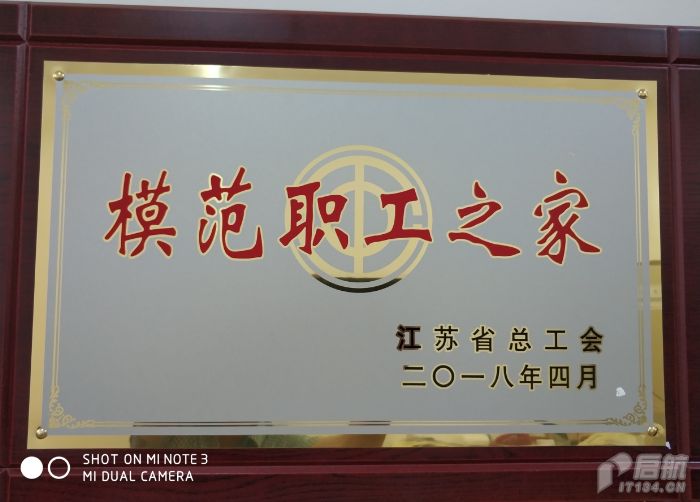 模范职工之家
江苏省总工会
二〇一八年四月
SHOT ON MI NOTE 3
MI DUAL CAMERA
启航
IT134.CN